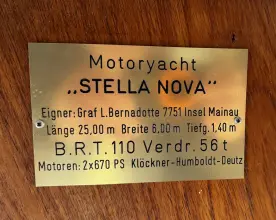 Motoryacht
„STELLA NOVA"
Eigner: Graf L. Bernadotte 7751 Insel Mainau
Länge 25,00 m Breite 6,00 m Tiefg. 1.40 m
B.R.T. 110 Verdr. 56 t
Motoren: 2x670 PS Klöckner-Humboldt-Deutz